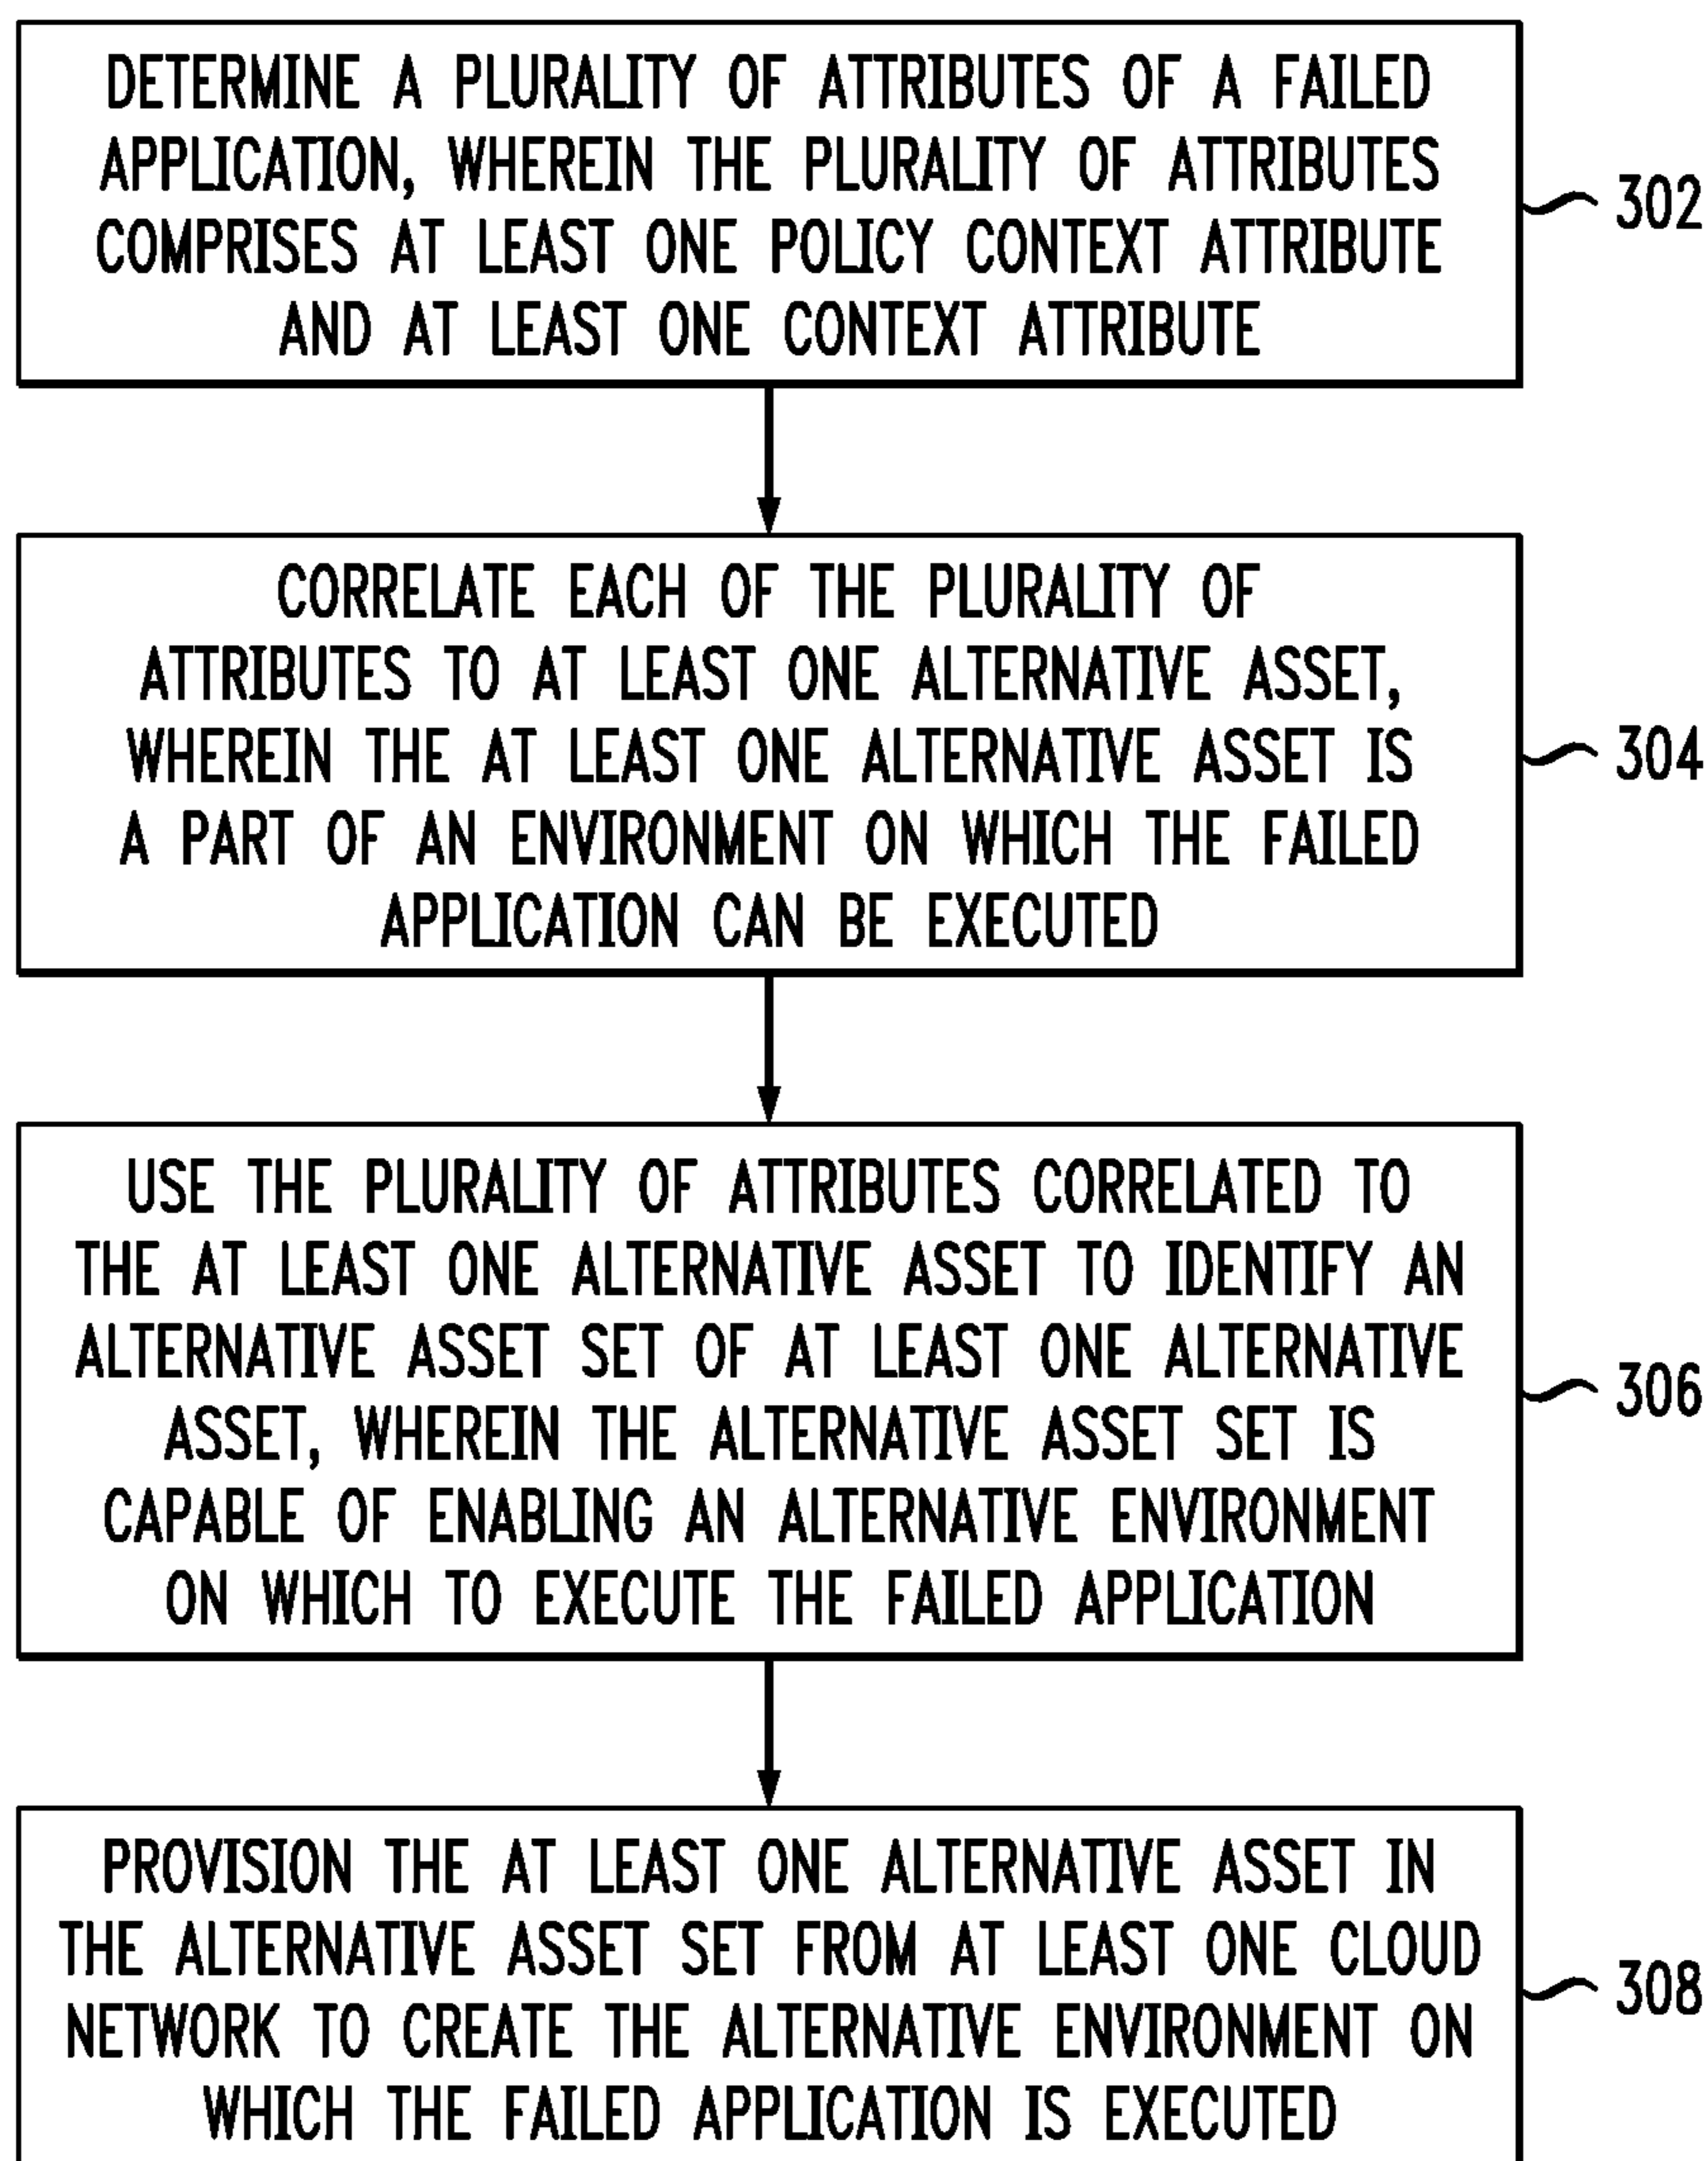 DETERMINE A PLURALITY OF ATTRIBUTES OF A FAILED
APPLICATION, WHEREIN THE PLURALITY OF ATTRIBUTES
COMPRISES AT LEAST ONE POLICY CONTEXT ATTRIBUTE
AND AT LEAST ONE CONTEXT ATTRIBUTE
302
CORRELATE EACH OF THE PLURALITY OF
ATTRIBUTES TO AT LEAST ONE ALTERNATIVE ASSET,
WHEREIN THE AT LEAST ONE ALTERNATIVE ASSET IS
A PART OF AN ENVIRONMENT ON WHICH THE FAILED
APPLICATION CAN BE EXECUTED
304
USE THE PLURALITY OF ATTRIBUTES CORRELATED TO
THE AT LEAST ONE ALTERNATIVE ASSET TO IDENTIFY AN
ALTERNATIVE ASSET SET OF AT LEAST ONE ALTERNATIVE
ASSET, WHEREIN THE ALTERNATIVE ASSET SET IS
CAPABLE OF ENABLING AN ALTERNATIVE ENVIRONMENT
ON WHICH TO EXECUTE THE FAILED APPLICATION
306
PROVISION THE AT LEAST ONE ALTERNATIVE ASSET IN
THE ALTERNATIVE ASSET SET FROM AT LEAST ONE CLOUD
NETWORK TO CREATE THE ALTERNATIVE ENVIRONMENT ON
WHICH THE FAILED APPLICATION IS EXECUTED
308